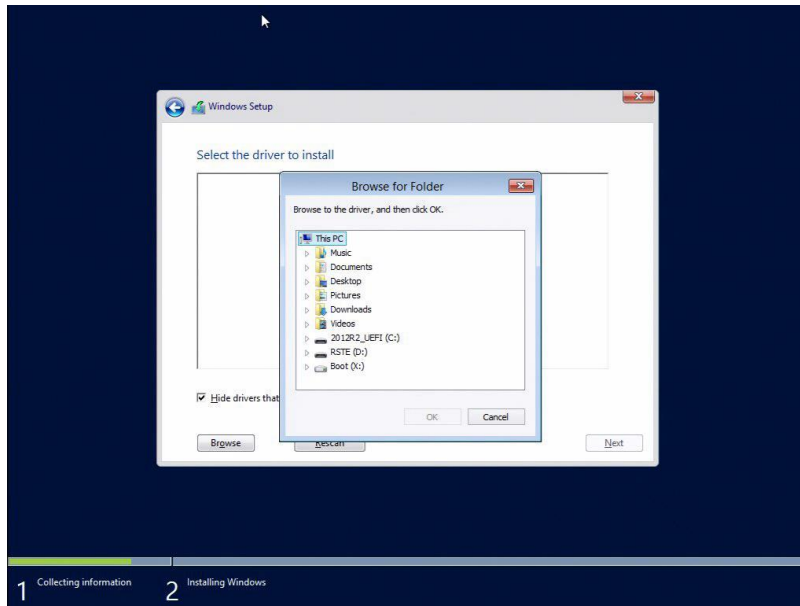 Windows Setup
Select the driver to install
Browse for Folder
Browse to the driver, and then click OK.
This PC
Music
Documents
Desktop
Pictures
Downloads
Videos
2012R2_UEFI (C:)
RSTE (D:)
Boot (X:)
Hide drivers that
OK
Cancel
Browse
Rescan
Next
1 Collecting information
2 Installing Windows